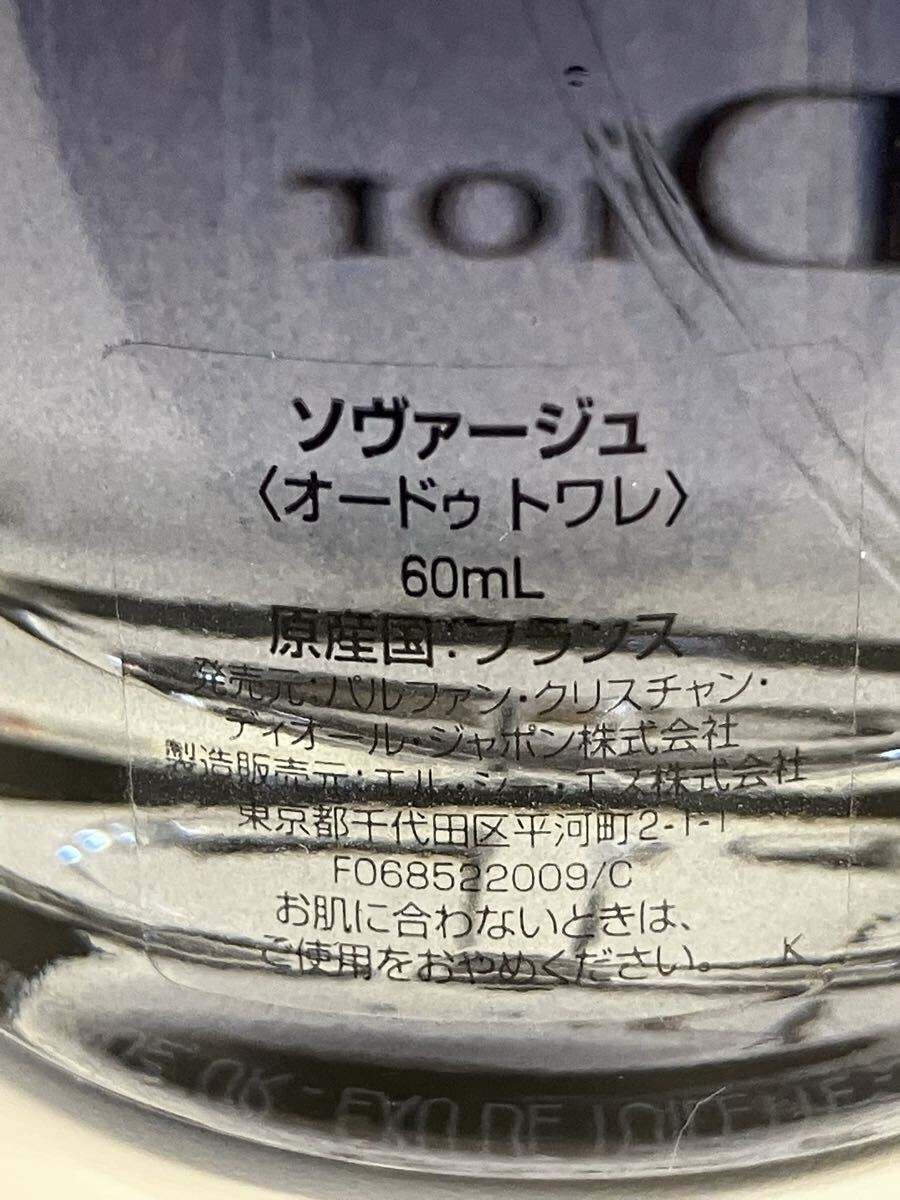 Dior
ソヴァージュ
〈オードゥ トワレ〉
60mL
原産国:フランス
発売元:パルファン・クリスチャン・
ディオール・ジャポン株式会社
製造販売元:エル.シー.エス株式会社
東京都千代田区平河町2-1-1
F068522009/C
お肌に合わないときは、
ご使用をおやめください。 K